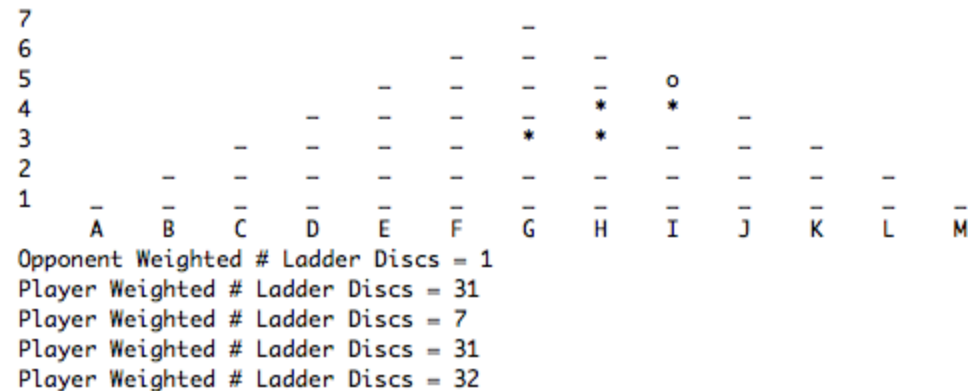 7 _
6 _ _ _
5 _ _ _ o
4 _ _ _ * * _
3 _ _ _ _ * * _ _ _
2 _ _ _ _ _ _ _ _ _ _ _
1 _ _ _ _ _ _ _ _ _ _ _ _ _
A B C D E F G H I J K L M
Opponent Weighted # Ladder Discs = 1
Player Weighted # Ladder Discs = 31
Player Weighted # Ladder Discs = 7
Player Weighted # Ladder Discs = 31
Player Weighted # Ladder Discs = 32